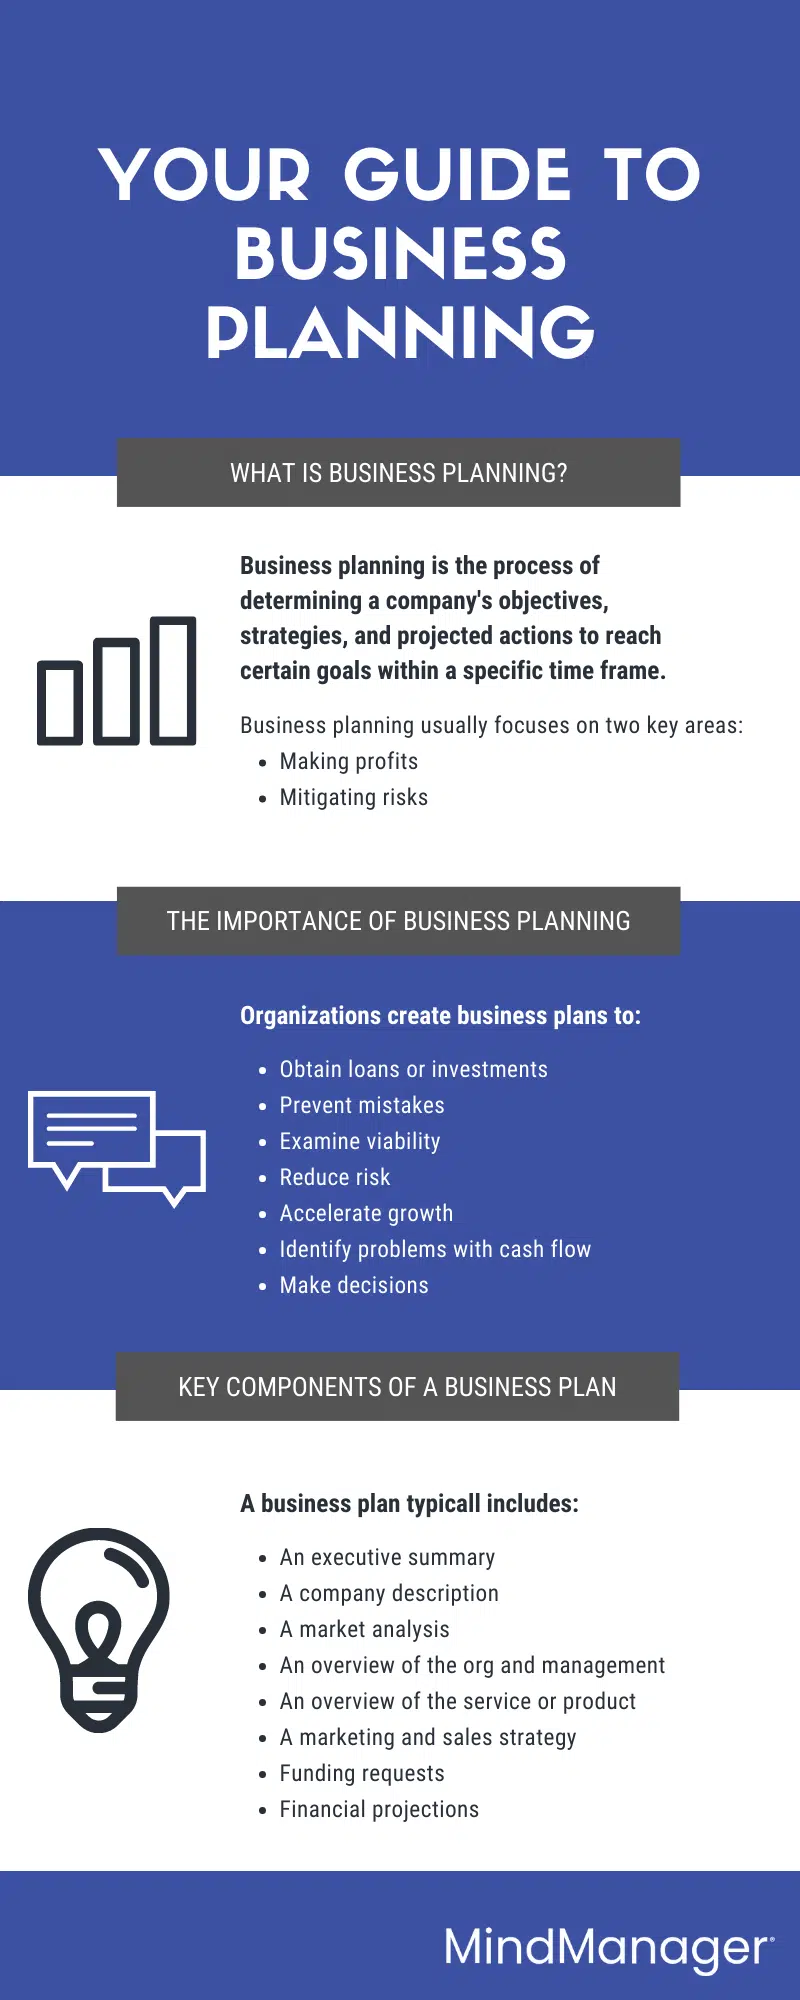 YOUR GUIDE TO
BUSINESS
PLANNING
WHAT IS BUSINESS PLANNING?
Business planning is the process of
determining a company's objectives,
strategies, and projected actions to reach
certain goals within a specific time frame.
Business planning usually focuses on two key areas:
• Making profits
• Mitigating risks
THE IMPORTANCE OF BUSINESS PLANNING
Organizations create business plans to:
• Obtain loans or investments
• Prevent mistakes
• Examine viability
• Reduce risk
• Accelerate growth
• Identify problems with cash flow
• Make decisions
KEY COMPONENTS OF A BUSINESS PLAN
A business plan typicall includes:
• An executive summary
• A company description
• A market analysis
• An overview of the org and management
• An overview of the service or product
• A marketing and sales strategy
• Funding requests
• Financial projections
MindManager®